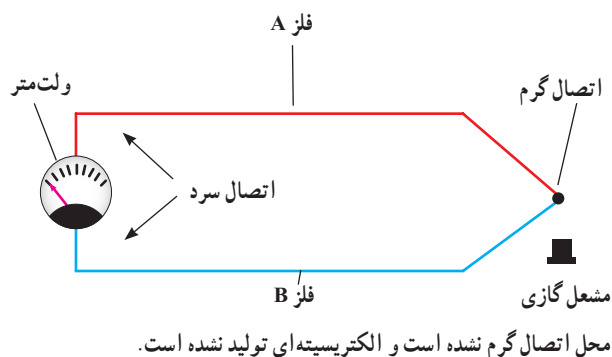 فلز A
ولت‌متر
اتصال گرم
اتصال سرد
فلز B
مشعل گازی
محل اتصال گرم نشده است و الکتریسیته‌ای تولید نشده است.